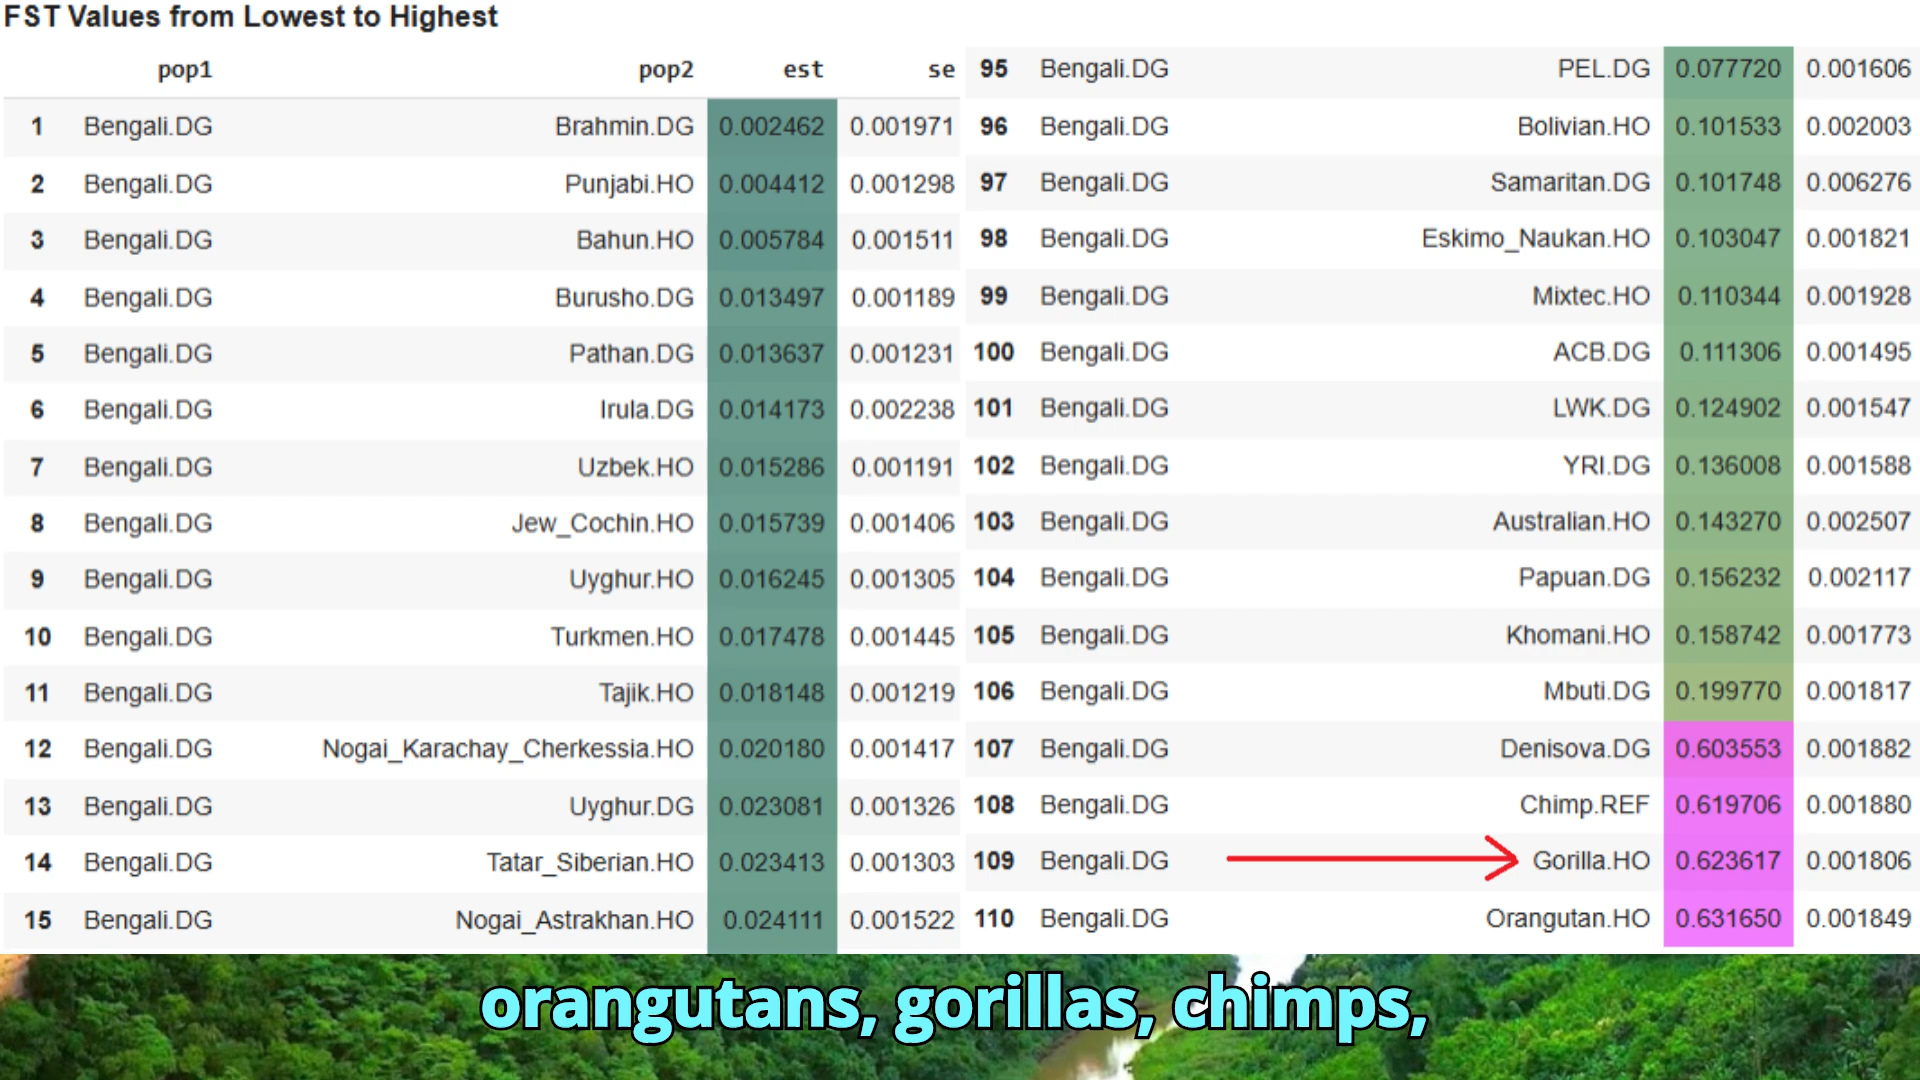 FST Values from Lowest to Highest
pop1 pop2 est se
1 Bengali.DG Brahmin.DG 0.002462 0.001971
2 Bengali.DG Punjabi.HO 0.004412 0.001298
3 Bengali.DG Bahun.HO 0.005784 0.001511
4 Bengali.DG Burusho.DG 0.013497 0.001189
5 Bengali.DG Pathan.DG 0.013637 0.001231
6 Bengali.DG Irula.DG 0.014173 0.002238
7 Bengali.DG Uzbek.HO 0.015286 0.001191
8 Bengali.DG Jew_Cochin.HO 0.015739 0.001406
9 Bengali.DG Uyghur.HO 0.016245 0.001305
10 Bengali.DG Turkmen.HO 0.017478 0.001445
11 Bengali.DG Tajik.HO 0.018148 0.001219
12 Bengali.DG Nogai_Karachay_Cherkessia.HO 0.020180 0.001417
13 Bengali.DG Uyghur.DG 0.023081 0.001326
14 Bengali.DG Tatar_Siberian.HO 0.023413 0.001303
15 Bengali.DG Nogai_Astrakhan.HO 0.024111 0.001522
95 Bengali.DG PEL.DG 0.077720 0.001606
96 Bengali.DG Bolivian.HO 0.101533 0.002003
97 Bengali.DG Samaritan.DG 0.101748 0.006276
98 Bengali.DG Eskimo_Naukan.HO 0.103047 0.001821
99 Bengali.DG Mixtec.HO 0.110344 0.001928
100 Bengali.DG ACB.DG 0.111306 0.001495
101 Bengali.DG LWK.DG 0.124902 0.001547
102 Bengali.DG YRI.DG 0.136008 0.001588
103 Bengali.DG Australian.HO 0.143270 0.002507
104 Bengali.DG Papuan.DG 0.156232 0.002117
105 Bengali.DG Khomani.HO 0.158742 0.001773
106 Bengali.DG Mbuti.DG 0.199770 0.001817
107 Bengali.DG Denisova.DG 0.603553 0.001882
108 Bengali.DG Chimp.REF 0.619706 0.001880
109 Bengali.DG Gorilla.HO 0.623617 0.001806
110 Bengali.DG Orangutan.HO 0.631650 0.001849
orangutans, gorillas, chimps,